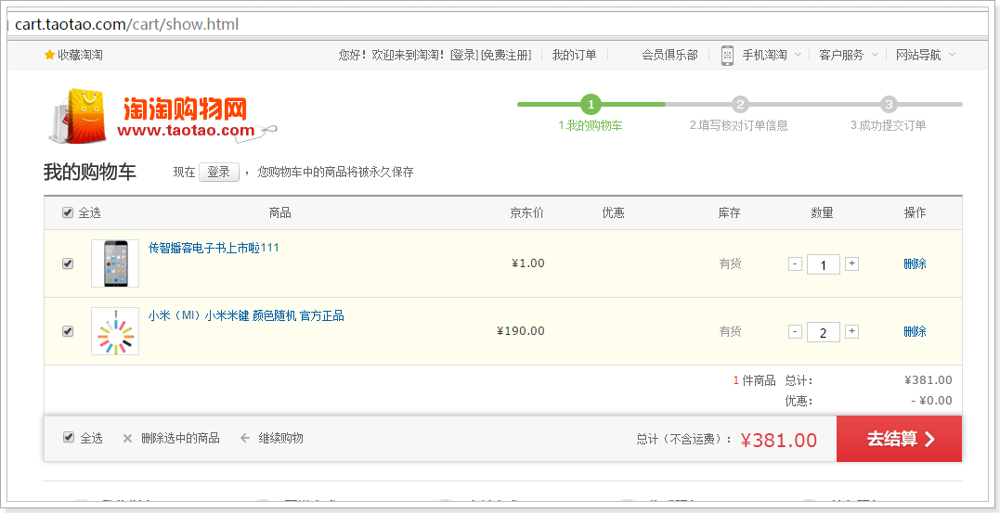 cart.taotao.com/cart/show.html
收藏淘淘 您好！欢迎来到淘淘！[登录] [免费注册] 我的订单 会员俱乐部 手机淘淘 客户服务 网站导航
淘淘购物网
www.taotao.com
1 2 3
1.我的购物车 2.填写核对订单信息 3.成功提交订单
我的购物车 现在 登录 ，您购物车中的商品将被永久保存
全选 商品 京东价 优惠 库存 数量 操作
传智播客电子书上市啦111
¥1.00 有货 - 1 + 删除
小米（MI）小米米键 颜色随机 官方正品
¥190.00 有货 - 2 + 删除
1 件商品 总计： ¥381.00
优惠： - ¥0.00
全选 删除选中的商品 继续购物 总计（不含运费）： ¥381.00 去结算